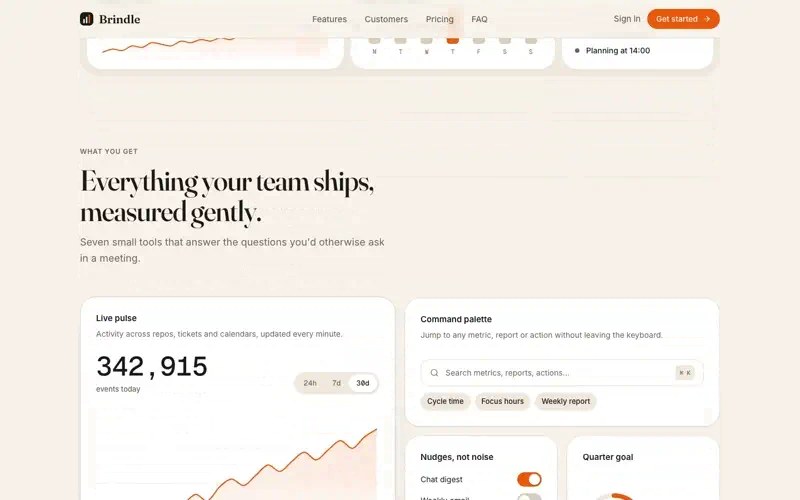 Brindle Features Customers Pricing FAQ Sign in Get started →
M T W T F S S
Planning at 14:00
WHAT YOU GET
Everything your team ships,
measured gently.
Seven small tools that answer the questions you'd otherwise ask
in a meeting.
Live pulse
Activity across repos, tickets and calendars, updated every minute.
342,915
events today
24h 7d 30d
Command palette
Jump to any metric, report or action without leaving the keyboard.
Search metrics, reports, actions... ⌘ K
Cycle time Focus hours Weekly report
Nudges, not noise
Chat digest
Weekly email
Quarter goal